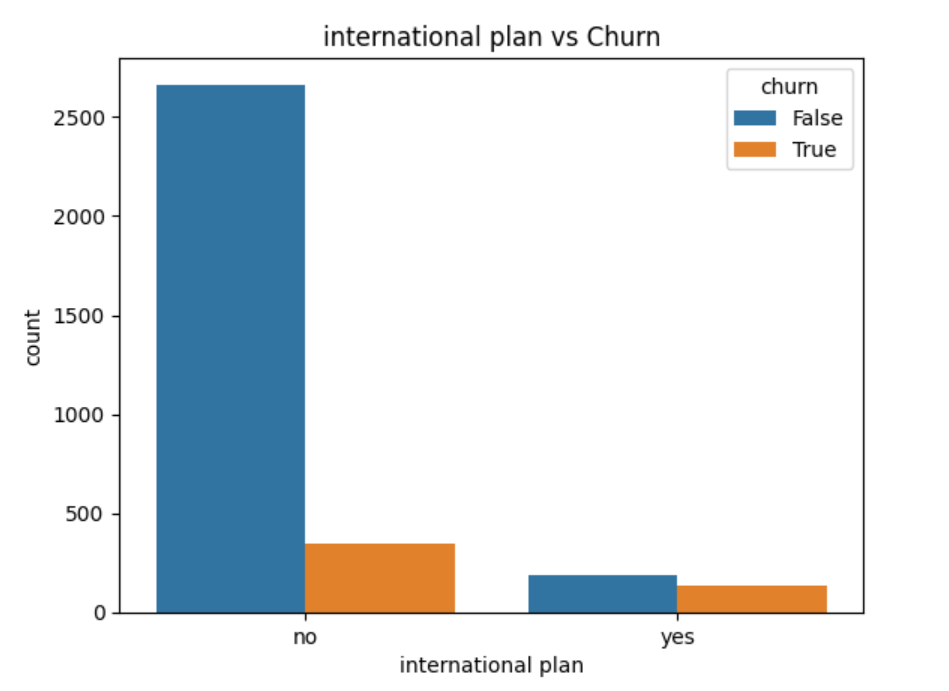 international plan vs Churn
churn
False
True
2500
2000
1500
1000
500
0
count
no
yes
international plan